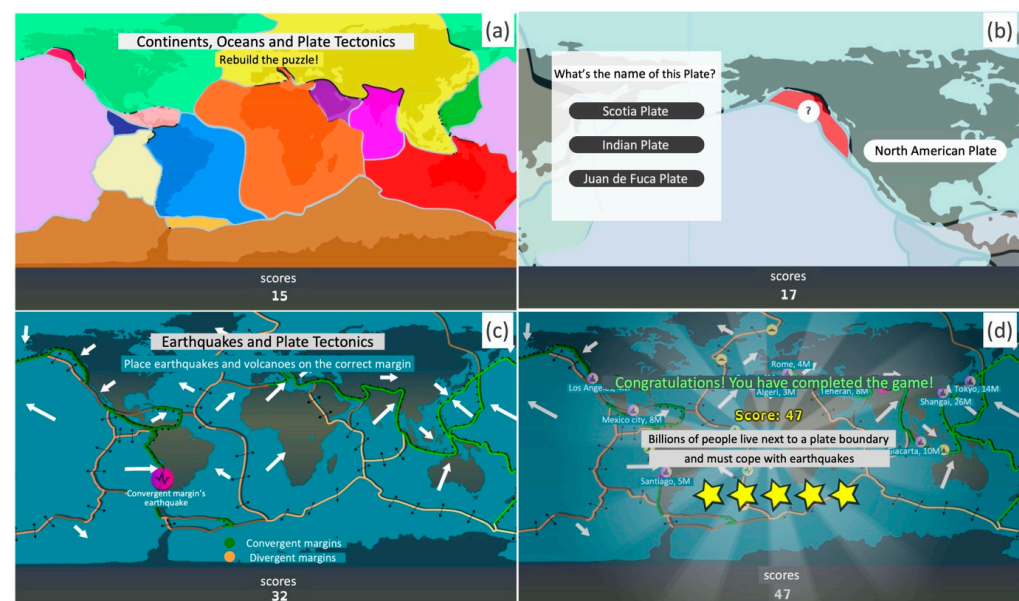 (a)
Continents, Oceans and Plate Tectonics
Rebuild the puzzle!
scores
15
(b)
What's the name of this Plate?
Scotia Plate
Indian Plate
Juan de Fuca Plate
?
North American Plate
scores
17
(c)
Earthquakes and Plate Tectonics
Place earthquakes and volcanoes on the correct margin
Convergent margin's
earthquake
Convergent margins
Divergent margins
scores
32
(d)
Rome, 4M
Congratulations! You have completed the game!
Los Ange
Algeri, 3M
Teheran, 8M
Tokyo, 14M
Shangai, 26M
Mexico city, 8M
Score: 47
Billions of people live next to a plate boundary
and must cope with earthquakes
Giacarta, 10M
Santiago, 5M
scores
47